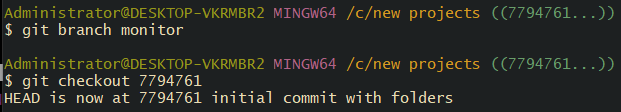 Administrator@DESKTOP-VKRMBR2 MINGW64 /c/new projects ((7794761...))
$ git branch monitor
Administrator@DESKTOP-VKRMBR2 MINGW64 /c/new projects ((7794761...))
$ git checkout 7794761
HEAD is now at 7794761 initial commit with folders